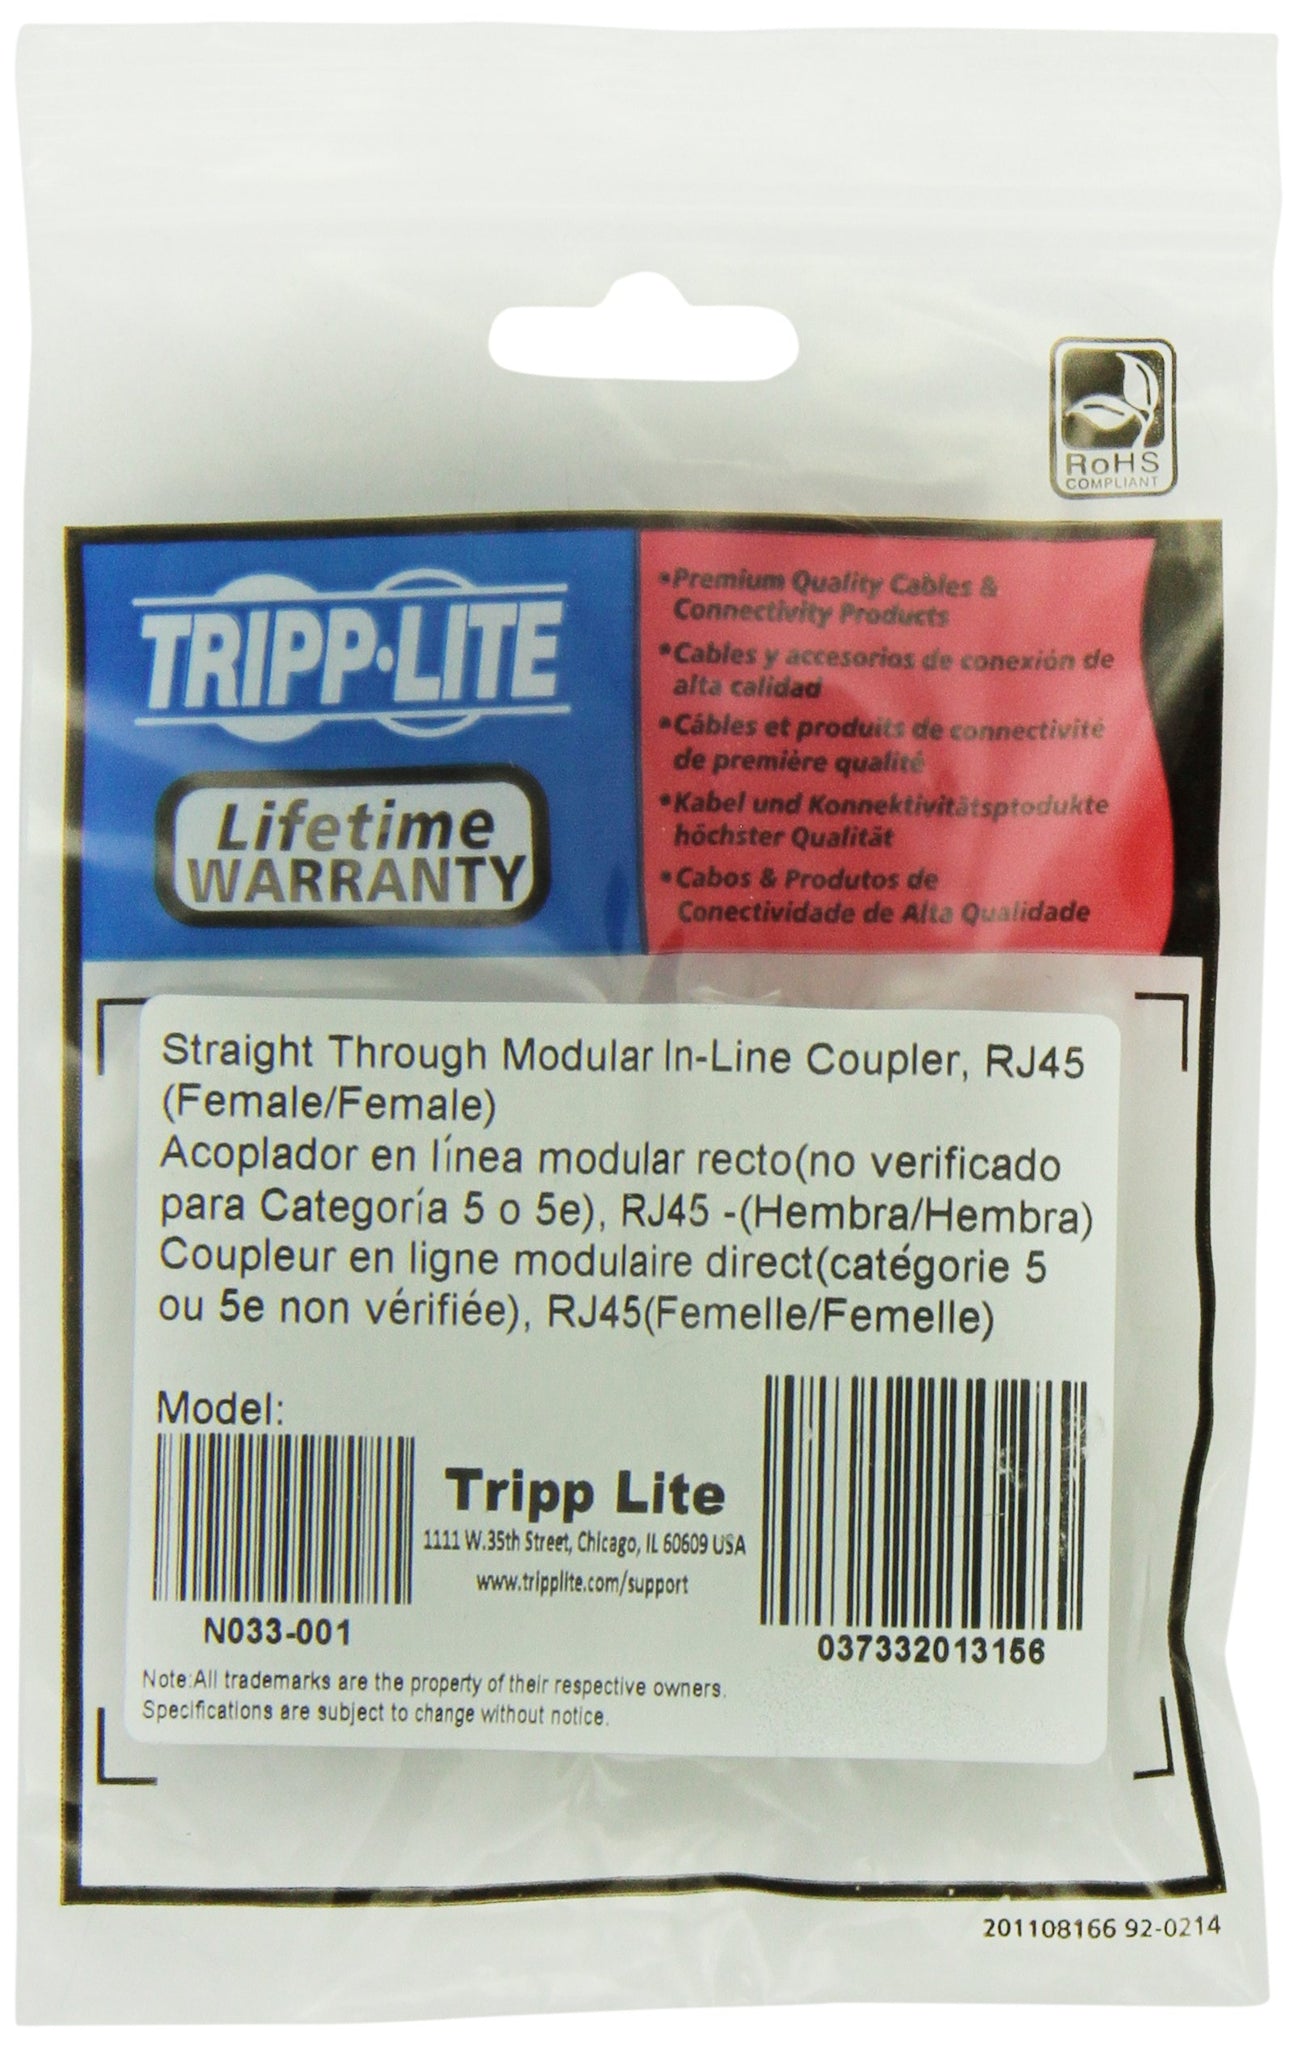 RoHS
COMPLIANT
TRIPP·LITE
Lifetime
WARRANTY
•Premium Quality Cables &
Connectivity Products
•Cables y accesorios de conexión de
alta calidad
•Câbles et produits de connectivité
de première qualité
•Kabel und Konnektivitätsptodukte
höchster Qualität
•Cabos & Produtos de
Conectividade de Alta Qualidade
Straight Through Modular In-Line Coupler, RJ45
(Female/Female)
Acoplador en línea modular recto(no verificado
para Categoría 5 o 5e), RJ45 -(Hembra/Hembra)
Coupleur en ligne modulaire direct(catégorie 5
ou 5e non vérifiée), RJ45(Femelle/Femelle)
Model:
N033-001
Tripp Lite
1111 W.35th Street, Chicago, IL 60609 USA
www.tripplite.com/support
037332013156
Note:All trademarks are the property of their respective owners.
Specifications are subject to change without notice.
201108166 92-0214